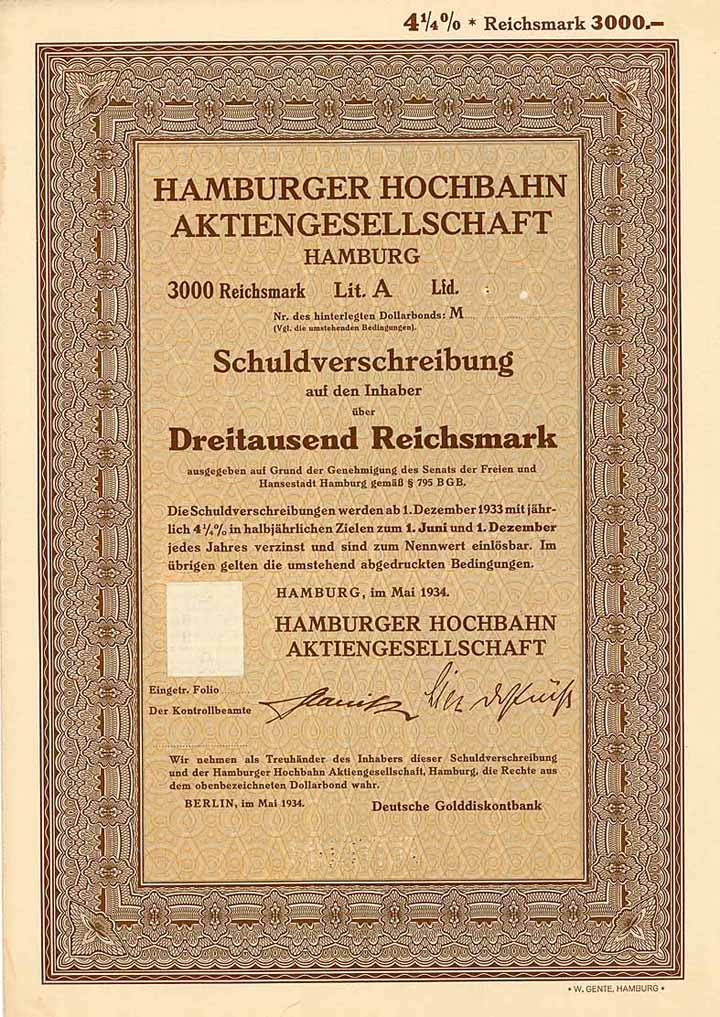 4¼% * Reichsmark 3000.—
HAMBURGER HOCHBAHN
AKTIENGESELLSCHAFT
HAMBURG
3000 Reichsmark Lit. A Lfd.
Nr. des hinterlegten Dollarbonds: M
(Vgl. die umstehenden Bedingungen).
Schuldverschreibung
auf den Inhaber
über
Dreitausend Reichsmark
ausgegeben auf Grund der Genehmigung des Senats der Freien und
Hansestadt Hamburg gemäß § 795 BGB.
Die Schuldverschreibungen werden ab 1. Dezember 1933 mit jähr-
lich 4¼% in halbjährlichen Zielen zum 1. Juni und 1. Dezember
jedes Jahres verzinst und sind zum Nennwert einlösbar. Im
übrigen gelten die umstehend abgedruckten Bedingungen.
HAMBURG, im Mai 1934.
HAMBURGER HOCHBAHN
AKTIENGESELLSCHAFT
Eingetr. Folio
Der Kontrollbeamte
Wir nehmen als Treuhänder des Inhabers dieser Schuldverschreibung
und der Hamburger Hochbahn Aktiengesellschaft, Hamburg, die Rechte aus
dem obenbezeichneten Dollarbond wahr.
BERLIN, im Mai 1934. Deutsche Golddiskontbank
• W. GENTE, HAMBURG •